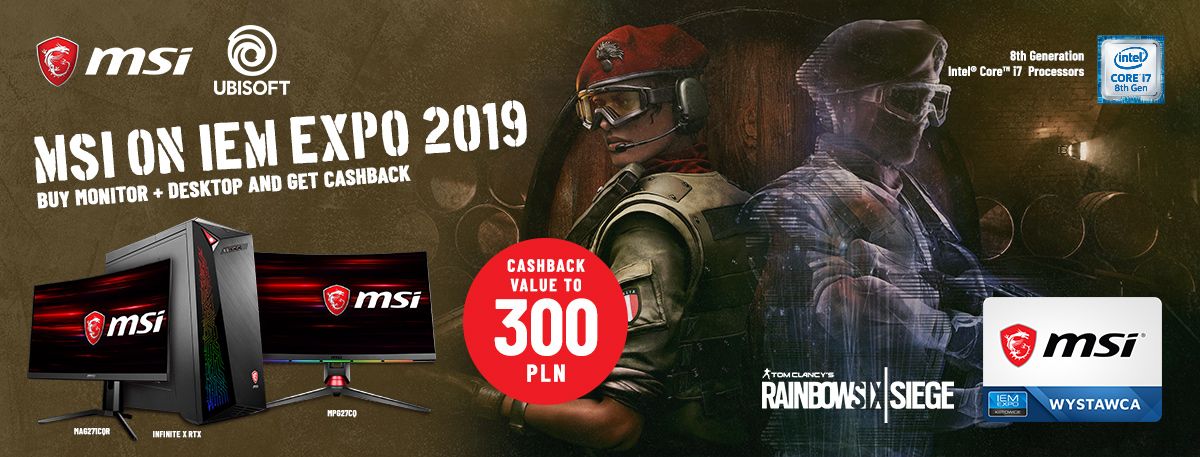 msi
UBISOFT
8th Generation
Intel® Core™ i7 Processors
intel
CORE i7
8th Gen
MSI ON IEM EXPO 2019
BUY MONITOR + DESKTOP AND GET CASHBACK
msi
msi
MAG271CQR
INFINITE X RTX
MPG27CQ
CASHBACK
VALUE TO
300
PLN
TOM CLANCY'S
RAINBOWSIX|SIEGE
msi
IEM
EXPO
KATOWICE
WYSTAWCA